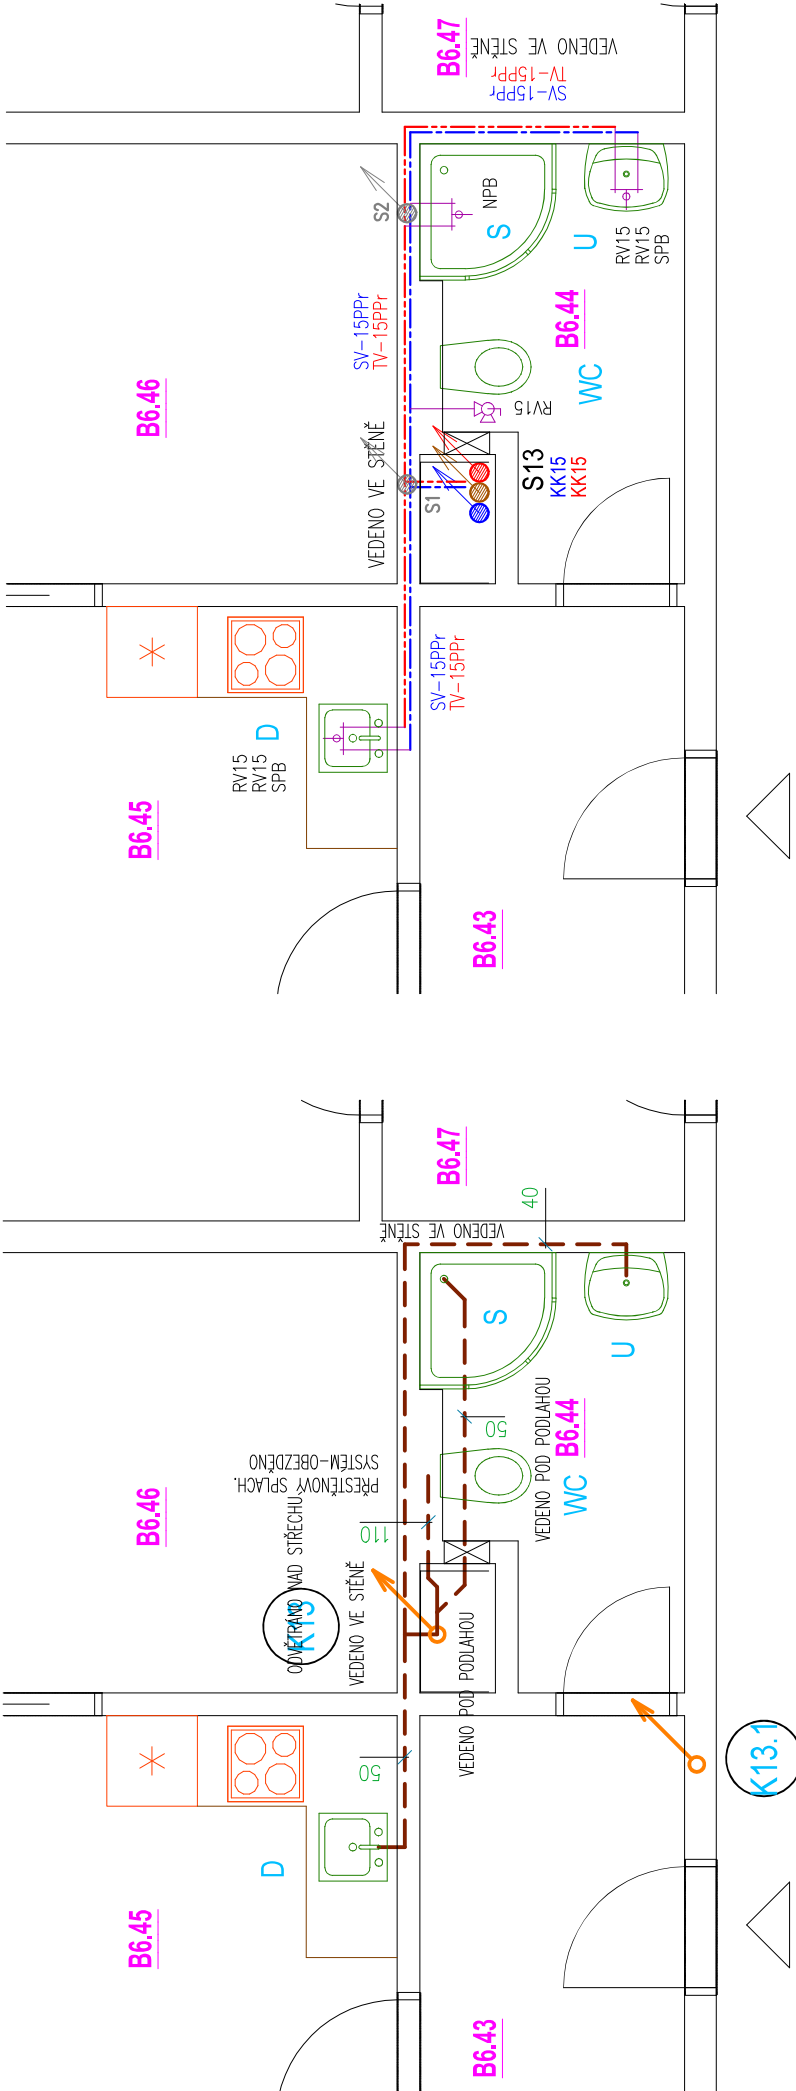 B6.47
VEDENO VE STĚNĚ
TV-15PPr
SV-15PPr
S2
NPB
S
U
RV15
RV15
SPB
SV-15PPr
TV-15PPr
B6.44
B6.46
WC
RV15
VEDENO VE STĚNĚ
S1
S13
KK15
KK15
SV-15PPr
TV-15PPr
D
RV15
RV15
SPB
B6.45
B6.43
B6.47
40
VEDENO VE STĚNĚ
S
U
50
VEDENO POD PODLAHOU
B6.44
WC
PŘESTĚNOVÝ SPLACH.
SYSTÉM-OBEZDĚNO
B6.46
110
ODVĚTRÁNO NAD STŘECHU
K13
VEDENO VE STĚNĚ
VEDENO POD PODLAHOU
50
K13.1
D
B6.45
B6.43